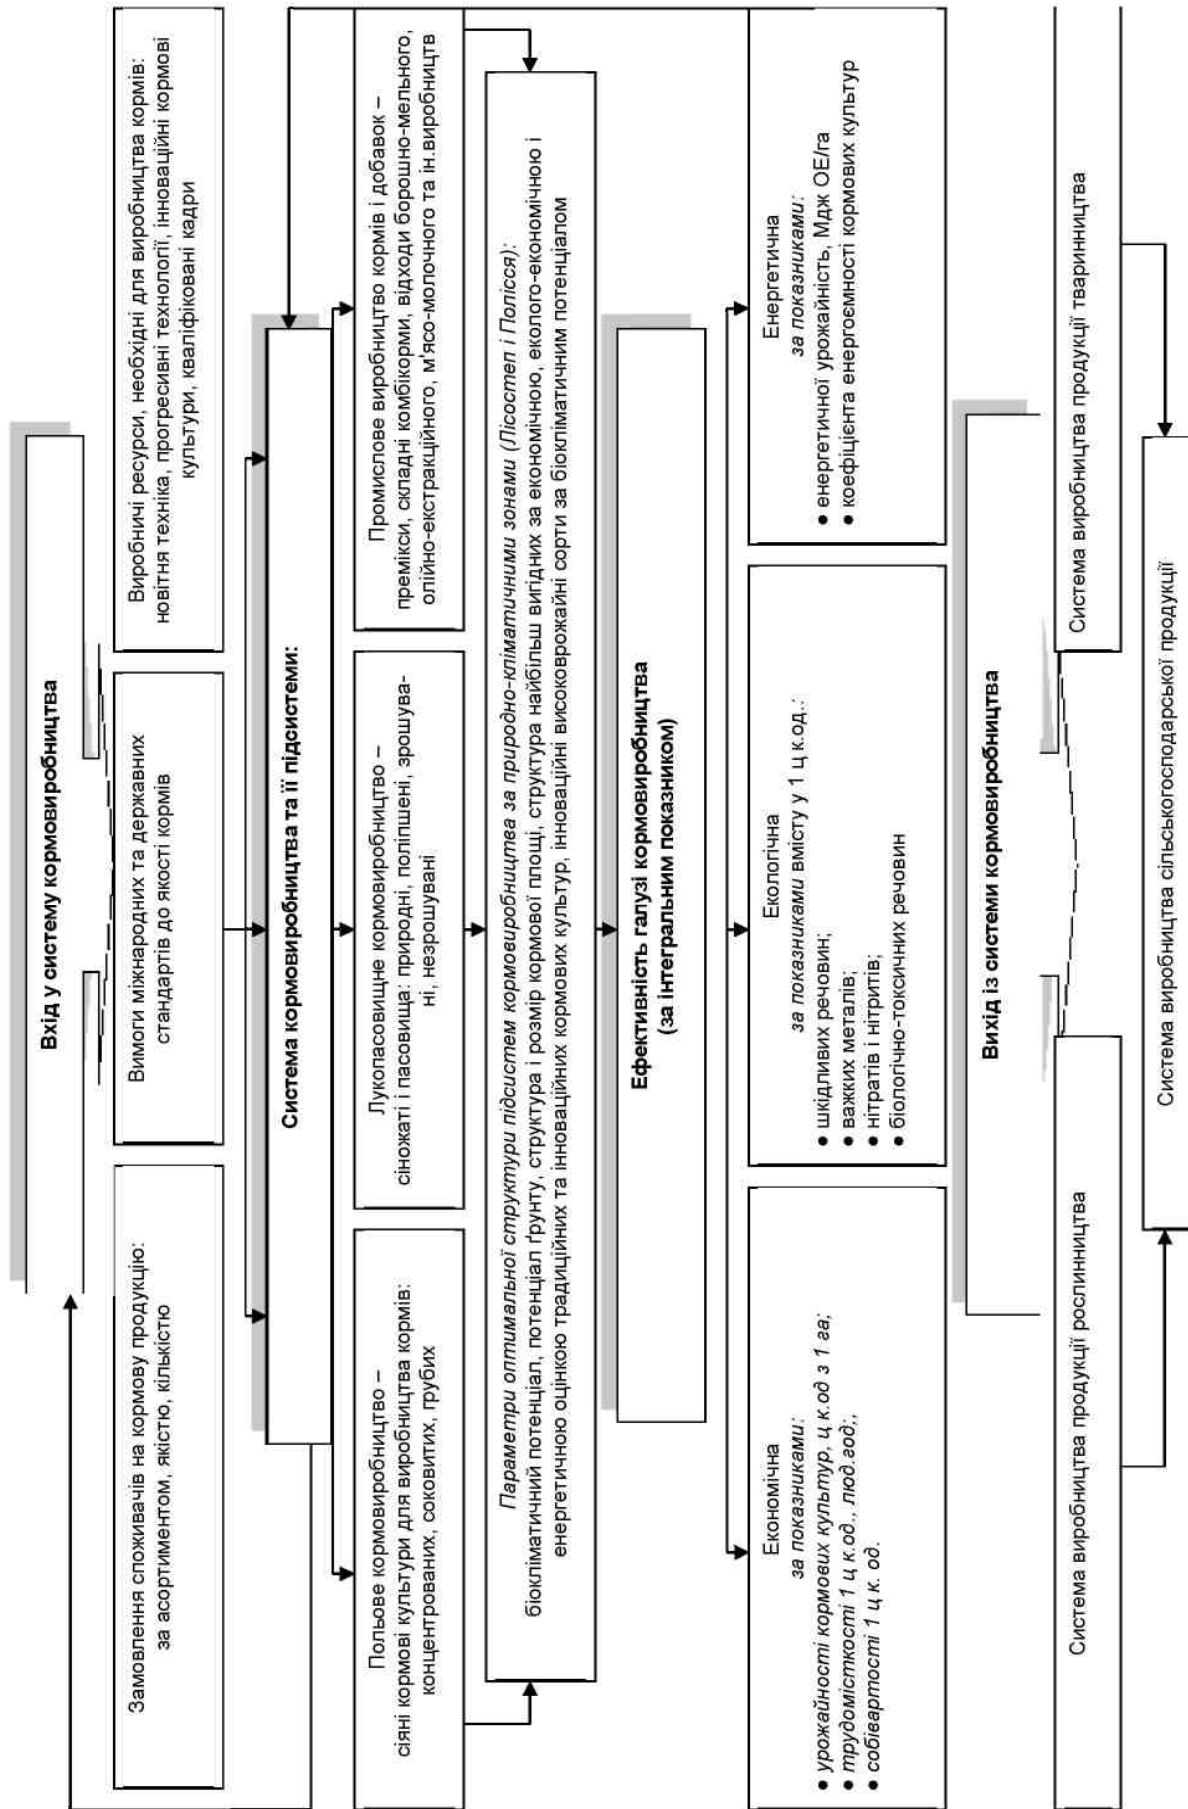 Вхід у систему кормовиробництва
Замовлення споживачів на кормову продукцію:
за асортиментом, якістю, кількістю
Вимоги міжнародних та державних
стандартів до якості кормів
Виробничі ресурси, необхідні для виробництва кормів:
новітня техніка, прогресивні технології, інноваційні кормові
культури, кваліфіковані кадри
Система кормовиробництва та її підсистеми:
Польове кормовиробництво –
сіяні кормові культури для виробництва кормів:
концентрованих, соковитих, грубих
Лукопасовищне кормовиробництво –
сіножаті і пасовища: природні, поліпшені, зрошува-
ні, незрошувані
Промислове виробництво кормів і добавок –
премікси, складні комбікорми, відходи борошно-мельного,
олійно-екстракційного, м'ясо-молочного та ін.виробництв
Параметри оптимальної структури підсистем кормовиробництва за природно-кліматичними зонами (Лісостеп і Полісся):
біокліматичний потенціал, потенціал ґрунту, структура і розмір кормової площі, структура найбільш вигідних за економічною, еколого-економічною і
енергетичною оцінкою традиційних та інноваційних кормових культур, інноваційні високоврожайні сорти за біокліматичним потенціалом
Ефективність галузі кормовиробництва
(за інтегральним показником)
Економічна
за показниками:
● урожайності кормових культур, ц к.од з 1 га;
● трудомісткості 1 ц к.од., люд.год;,
● собівартості 1 ц к. од.
Екологічна
за показниками вмісту у 1 ц к.од..:
● шкідливих речовин;
● важких металів;
● нітратів і нітритів;
● біологічно-токсичних речовин
Енергетична
за показниками:
● енергетичної урожайність, Мдж ОЕ/га
● коефіцієнта енергоємності кормових культур
Вихід із системи кормовиробництва
Система виробництва продукції рослинництва
Система виробництва продукції тваринництва
Система виробництва сільськогосподарської продукції